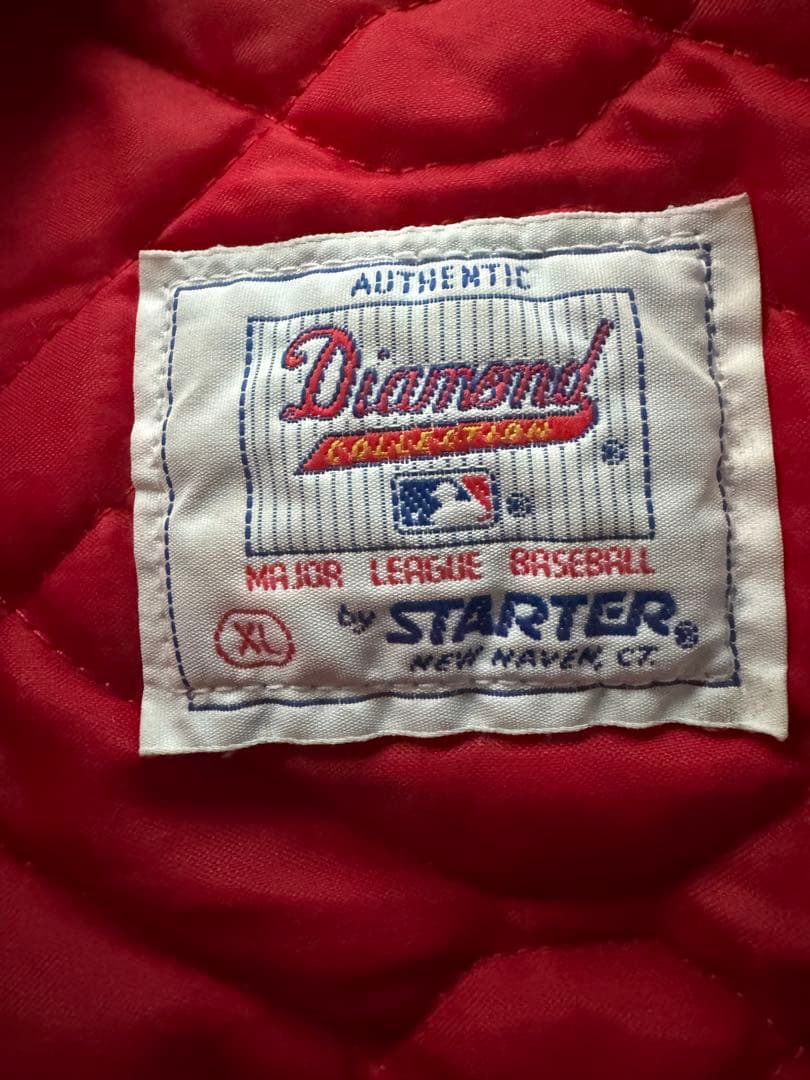 AUTHENTIC
Diamond
COLLECTION ®
®
MAJOR LEAGUE BASEBALL
XL
by STARTER®
NEW HAVEN, CT.